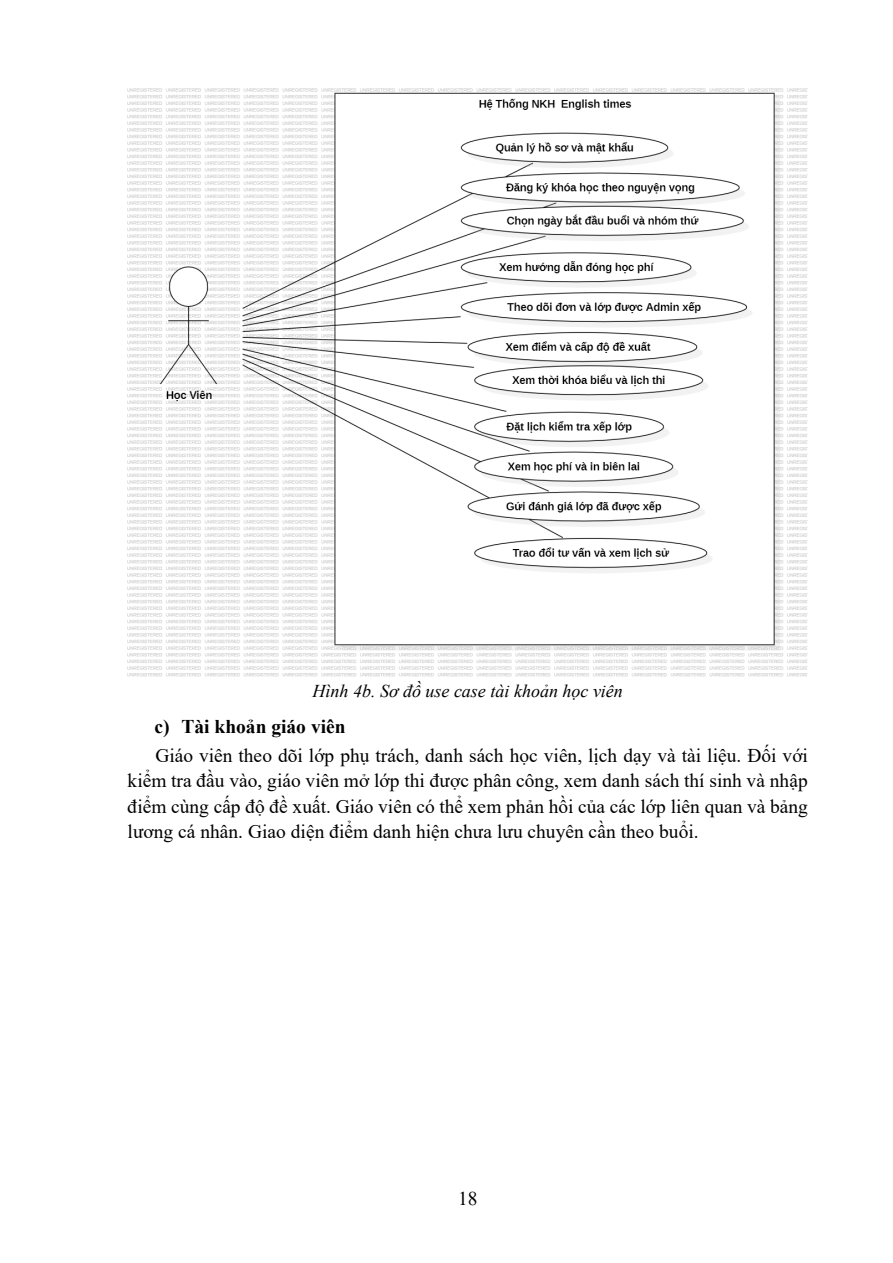 Hệ Thống NKH English times
Quản lý hồ sơ và mật khẩu
Đăng ký khóa học theo nguyện vọng
Chọn ngày bắt đầu buổi và nhóm thứ
Xem hướng dẫn đóng học phí
Theo dõi đơn và lớp được Admin xếp
Xem điểm và cấp độ đề xuất
Xem thời khóa biểu và lịch thi
Học Viên
Đặt lịch kiểm tra xếp lớp
Xem học phí và in biên lai
Gửi đánh giá lớp đã được xếp
Trao đổi tư vấn và xem lịch sử
Hình 4b. Sơ đồ use case tài khoản học viên
c) Tài khoản giáo viên
Giáo viên theo dõi lớp phụ trách, danh sách học viên, lịch dạy và tài liệu. Đối với
kiểm tra đầu vào, giáo viên mở lớp thi được phân công, xem danh sách thí sinh và nhập
điểm cùng cấp độ đề xuất. Giáo viên có thể xem phản hồi của các lớp liên quan và bảng
lương cá nhân. Giao diện điểm danh hiện chưa lưu chuyên cần theo buổi.
18